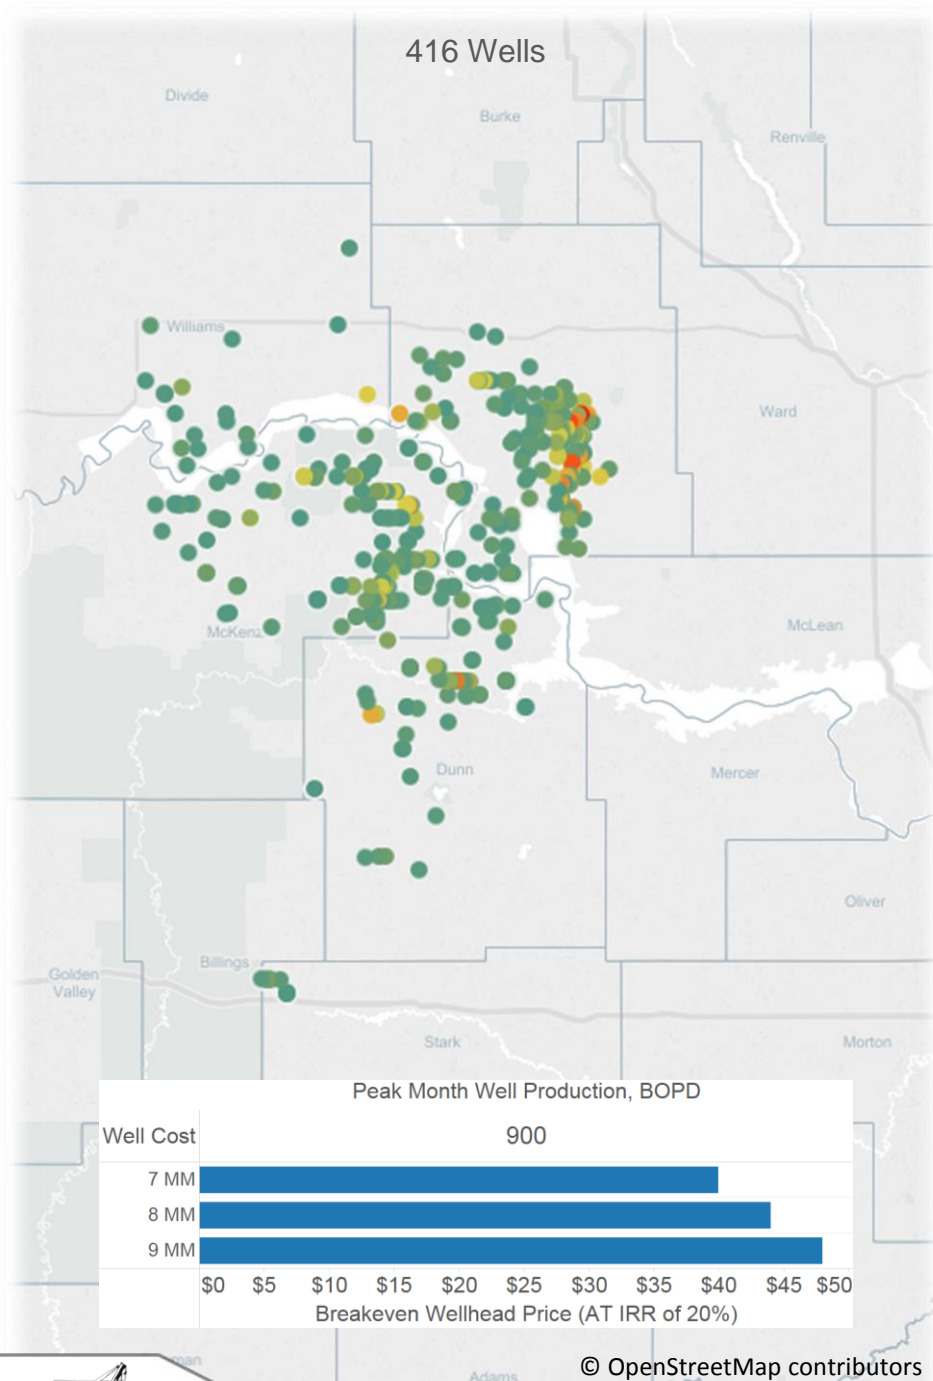 416 Wells
Divide
Burke
Renville
Williams
Ward
McKenz
McLean
Dunn
Mercer
Oliver
Billings
Golden
Valley
Stark
Morton
Peak Month Well Production, BOPD
Well Cost
900
7 MM
8 MM
9 MM
$0 $5 $10 $15 $20 $25 $30 $35 $40 $45 $50
Breakeven Wellhead Price (AT IRR of 20%)
man
© OpenStreetMap contributors
Adams